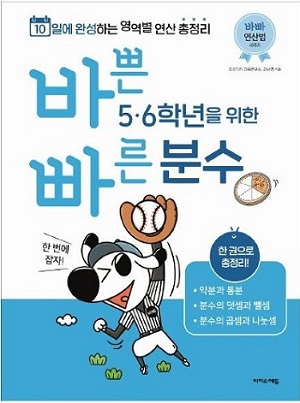 10일에 완성하는 영역별 연산 총정리
바빠
연산법
시리즈
바쁜
5·6학년을 위한
빠른 분수
한 번에
잡자!
한 권으로
총정리!
• 약분과 통분
• 분수의 덧셈과 뺄셈
• 분수의 곱셈과 나눗셈
이지스에듀